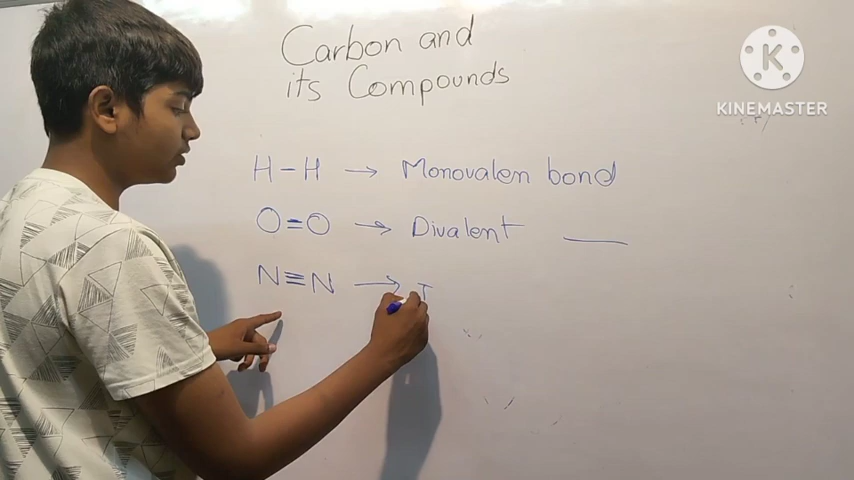 Carbon and
its Compounds
K
KINEMASTER
H–H → Monovalen bond
O=O → Divalent ——
N≡N → T